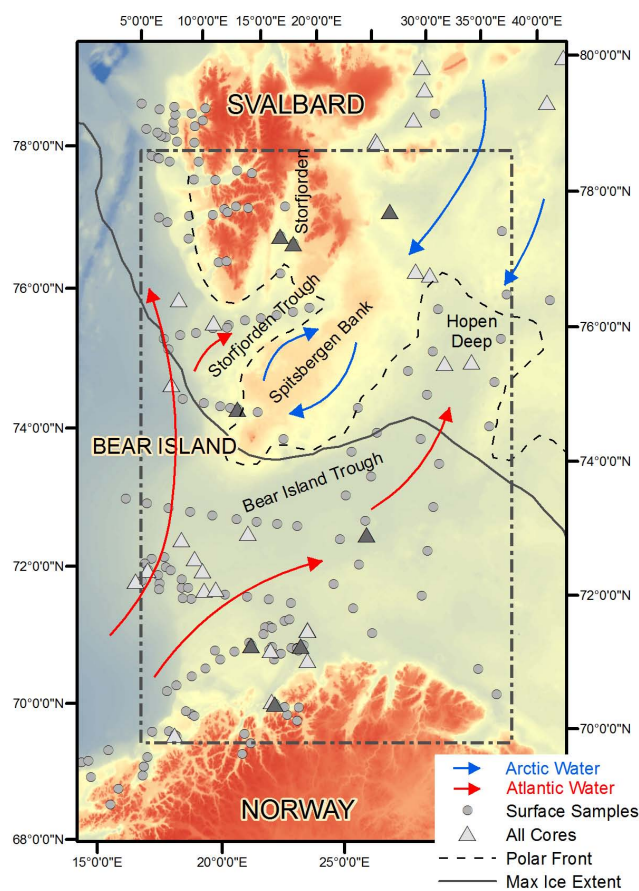 5°0'0"E 10°0'0"E 15°0'0"E 20°0'0"E 30°0'0"E 40°0'0"E
80°0'0"N
SVALBARD
78°0'0"N
78°0'0"N
Storfjorden
76°0'0"N
76°0'0"N
Storfjorden Trough
Hopen
Deep
Spitsbergen Bank
74°0'0"N
BEAR ISLAND
74°0'0"N
Bear Island Trough
72°0'0"N
72°0'0"N
70°0'0"N
70°0'0"N
NORWAY
68°0'0"N
15°0'0"E 20°0'0"E 25°0'0"E
Arctic Water
Atlantic Water
Surface Samples
All Cores
Polar Front
Max Ice Extent